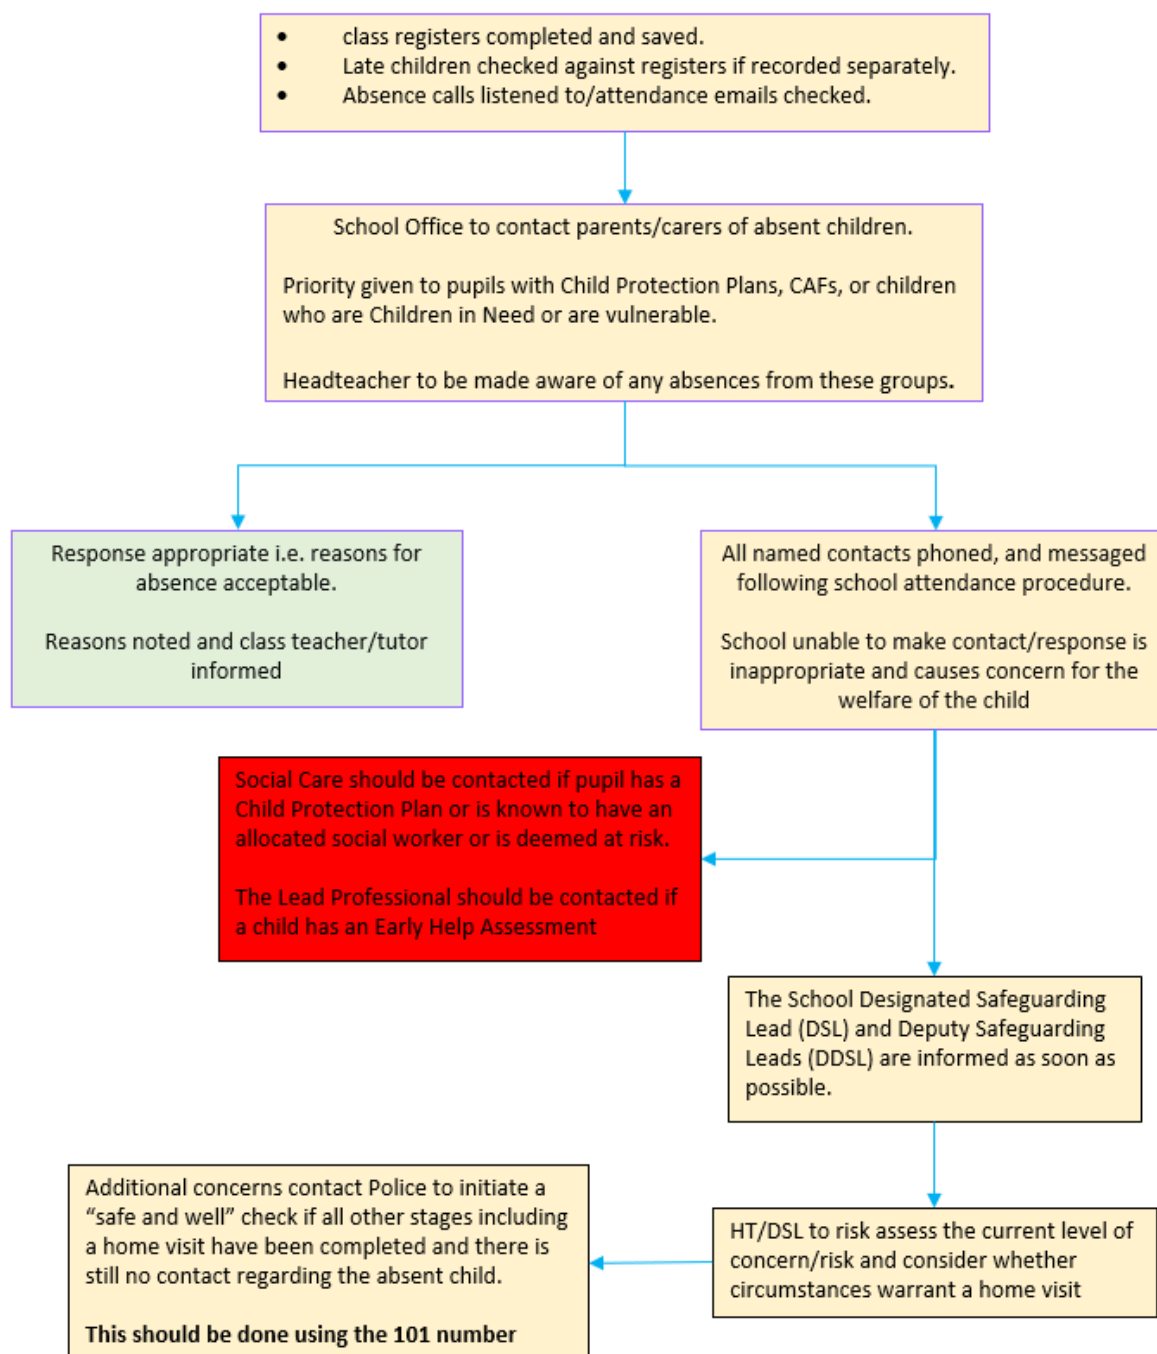 • class registers completed and saved.
• Late children checked against registers if recorded separately.
• Absence calls listened to/attendance emails checked.
School Office to contact parents/carers of absent children.
Priority given to pupils with Child Protection Plans, CAFs, or children
who are Children in Need or are vulnerable.
Headteacher to be made aware of any absences from these groups.
Response appropriate i.e. reasons for
absence acceptable.
Reasons noted and class teacher/tutor
informed
All named contacts phoned, and messaged
following school attendance procedure.
School unable to make contact/response is
inappropriate and causes concern for the
welfare of the child
Social Care should be contacted if pupil has a
Child Protection Plan or is known to have an
allocated social worker or is deemed at risk.
The Lead Professional should be contacted if
a child has an Early Help Assessment
The School Designated Safeguarding
Lead (DSL) and Deputy Safeguarding
Leads (DDSL) are informed as soon as
possible.
HT/DSL to risk assess the current level of
concern/risk and consider whether
circumstances warrant a home visit
Additional concerns contact Police to initiate a
“safe and well” check if all other stages including
a home visit have been completed and there is
still no contact regarding the absent child.
This should be done using the 101 number